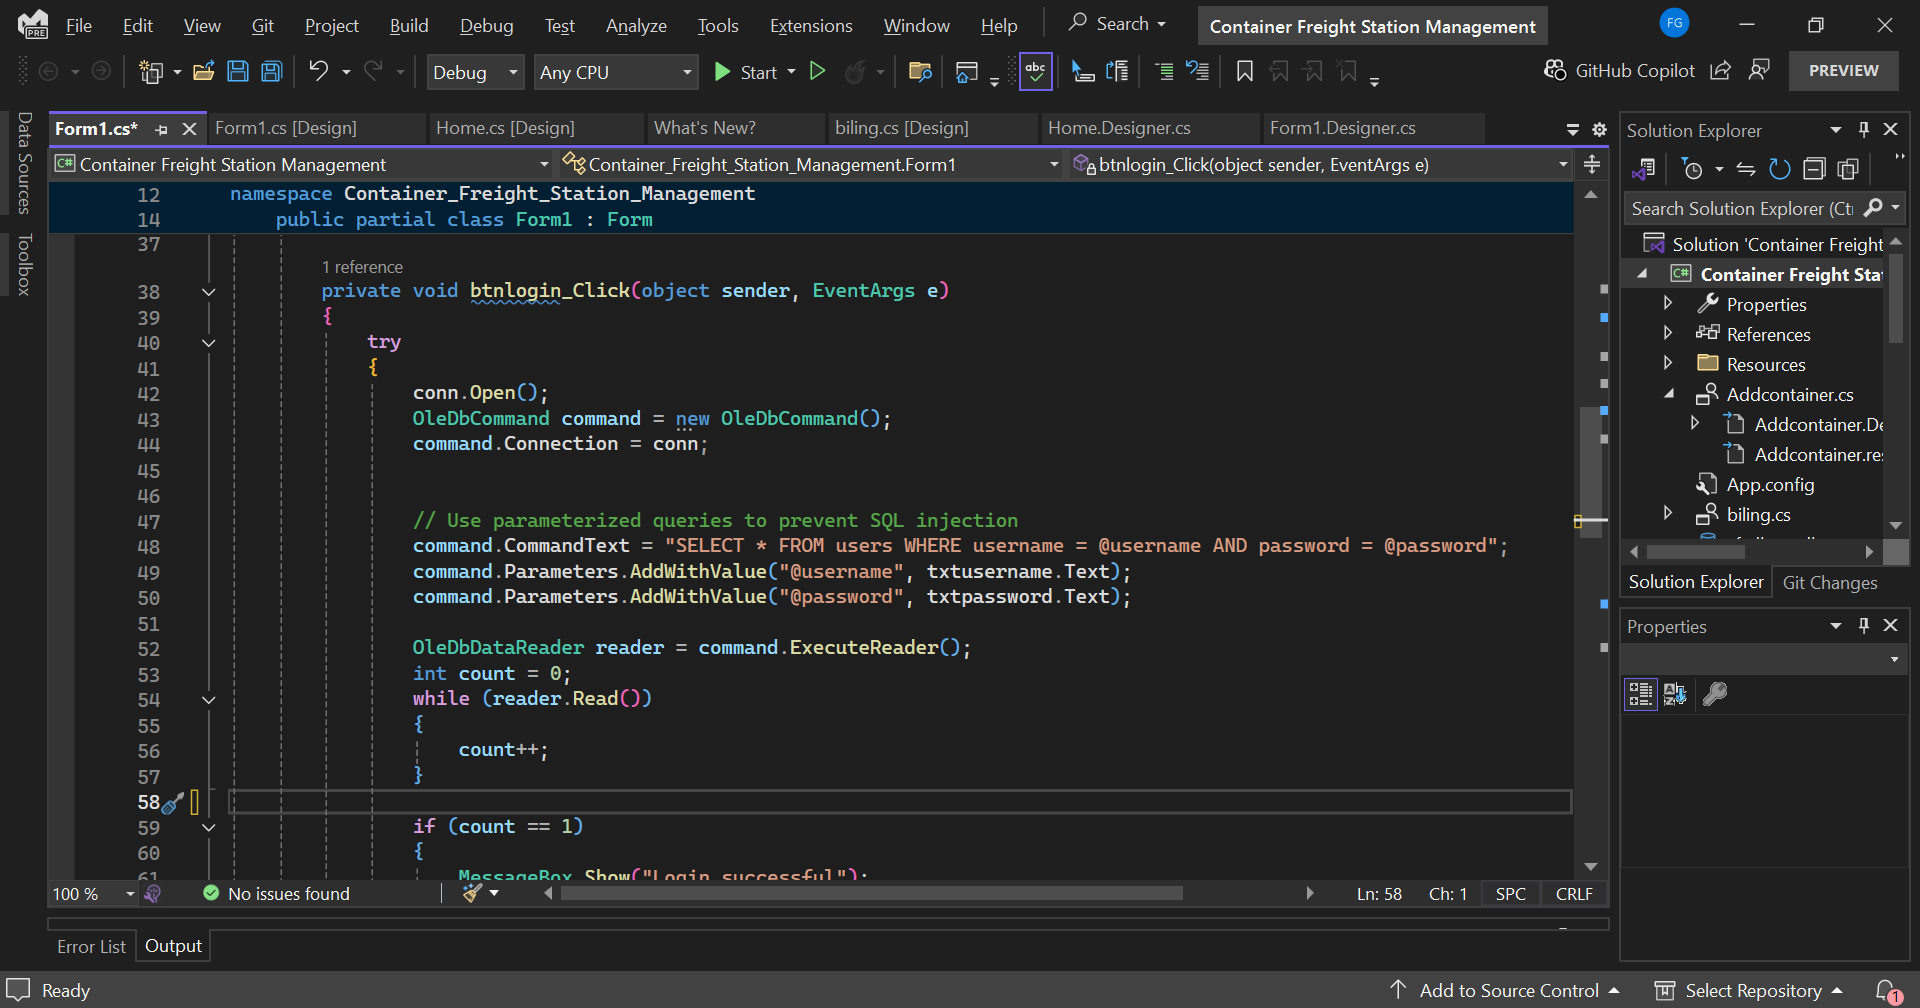 PRE File Edit View Git Project Build Debug Test Analyze Tools Extensions Window Help Search Container Freight Station Management FG
Debug Any CPU Start abc GitHub Copilot PREVIEW
Data Sources
Toolbox
Form1.cs* Form1.cs [Design] Home.cs [Design] What's New? biling.cs [Design] Home.Designer.cs Form1.Designer.cs
C# Container Freight Station Management Container_Freight_Station_Management.Form1 btnlogin_Click(object sender, EventArgs e)
12 namespace Container_Freight_Station_Management
14 public partial class Form1 : Form
37
1 reference
38 private void btnlogin_Click(object sender, EventArgs e)
39 {
40 try
41 {
42 conn.Open();
43 OleDbCommand command = new OleDbCommand();
44 command.Connection = conn;
45
46
47 // Use parameterized queries to prevent SQL injection
48 command.CommandText = "SELECT * FROM users WHERE username = @username AND password = @password";
49 command.Parameters.AddWithValue("@username", txtusername.Text);
50 command.Parameters.AddWithValue("@password", txtpassword.Text);
51
52 OleDbDataReader reader = command.ExecuteReader();
53 int count = 0;
54 while (reader.Read())
55 {
56 count++;
57 }
58
59 if (count == 1)
60 {
61 MessageBox.Show("Login successful");
100 % No issues found Ln: 58 Ch: 1 SPC CRLF
Error List Output
Solution Explorer
Search Solution Explorer (Ctr
Solution 'Container Freight
C# Container Freight Stat
Properties
References
Resources
Addcontainer.cs
Addcontainer.De
Addcontainer.res
App.config
biling.cs
Solution Explorer Git Changes
Properties
Ready Add to Source Control Select Repository 1